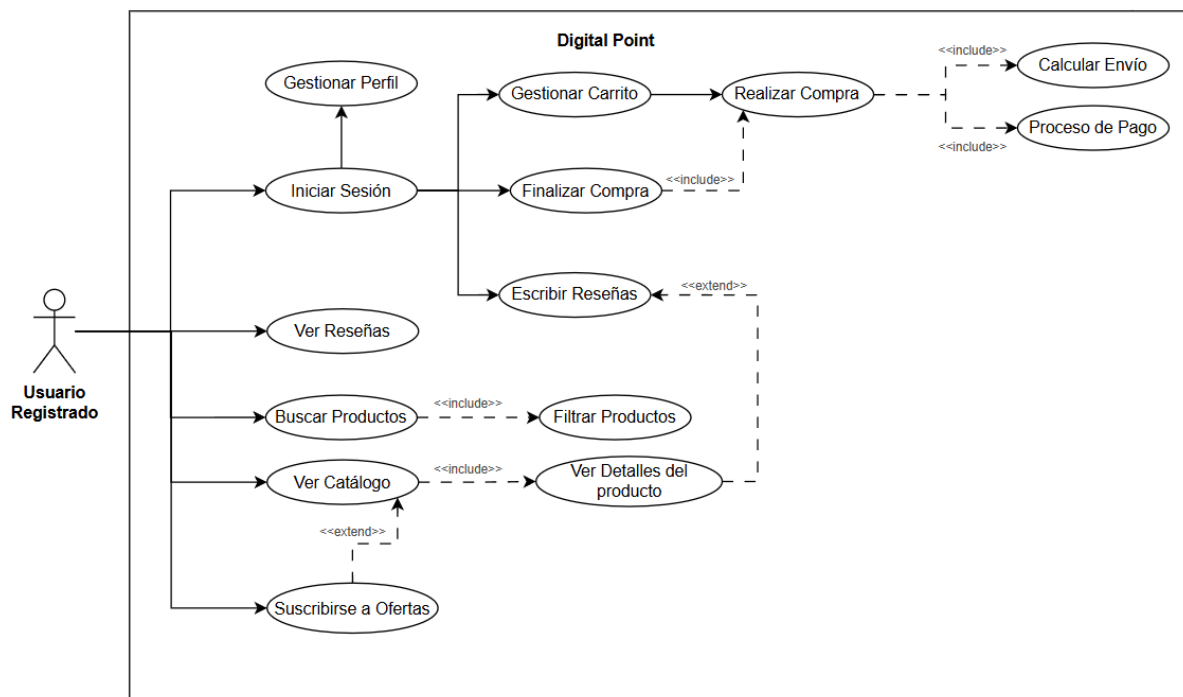 Digital Point
<<include>>
Calcular Envío
Gestionar Perfil
Gestionar Carrito
Realizar Compra
Proceso de Pago
<<include>>
Iniciar Sesión
Finalizar Compra
<<include>>
Escribir Reseñas
<<extend>>
Ver Reseñas
Usuario
Registrado
Buscar Productos
<<include>>
Filtrar Productos
Ver Catálogo
<<include>>
Ver Detalles del
producto
<<extend>>
Suscribirse a Ofertas